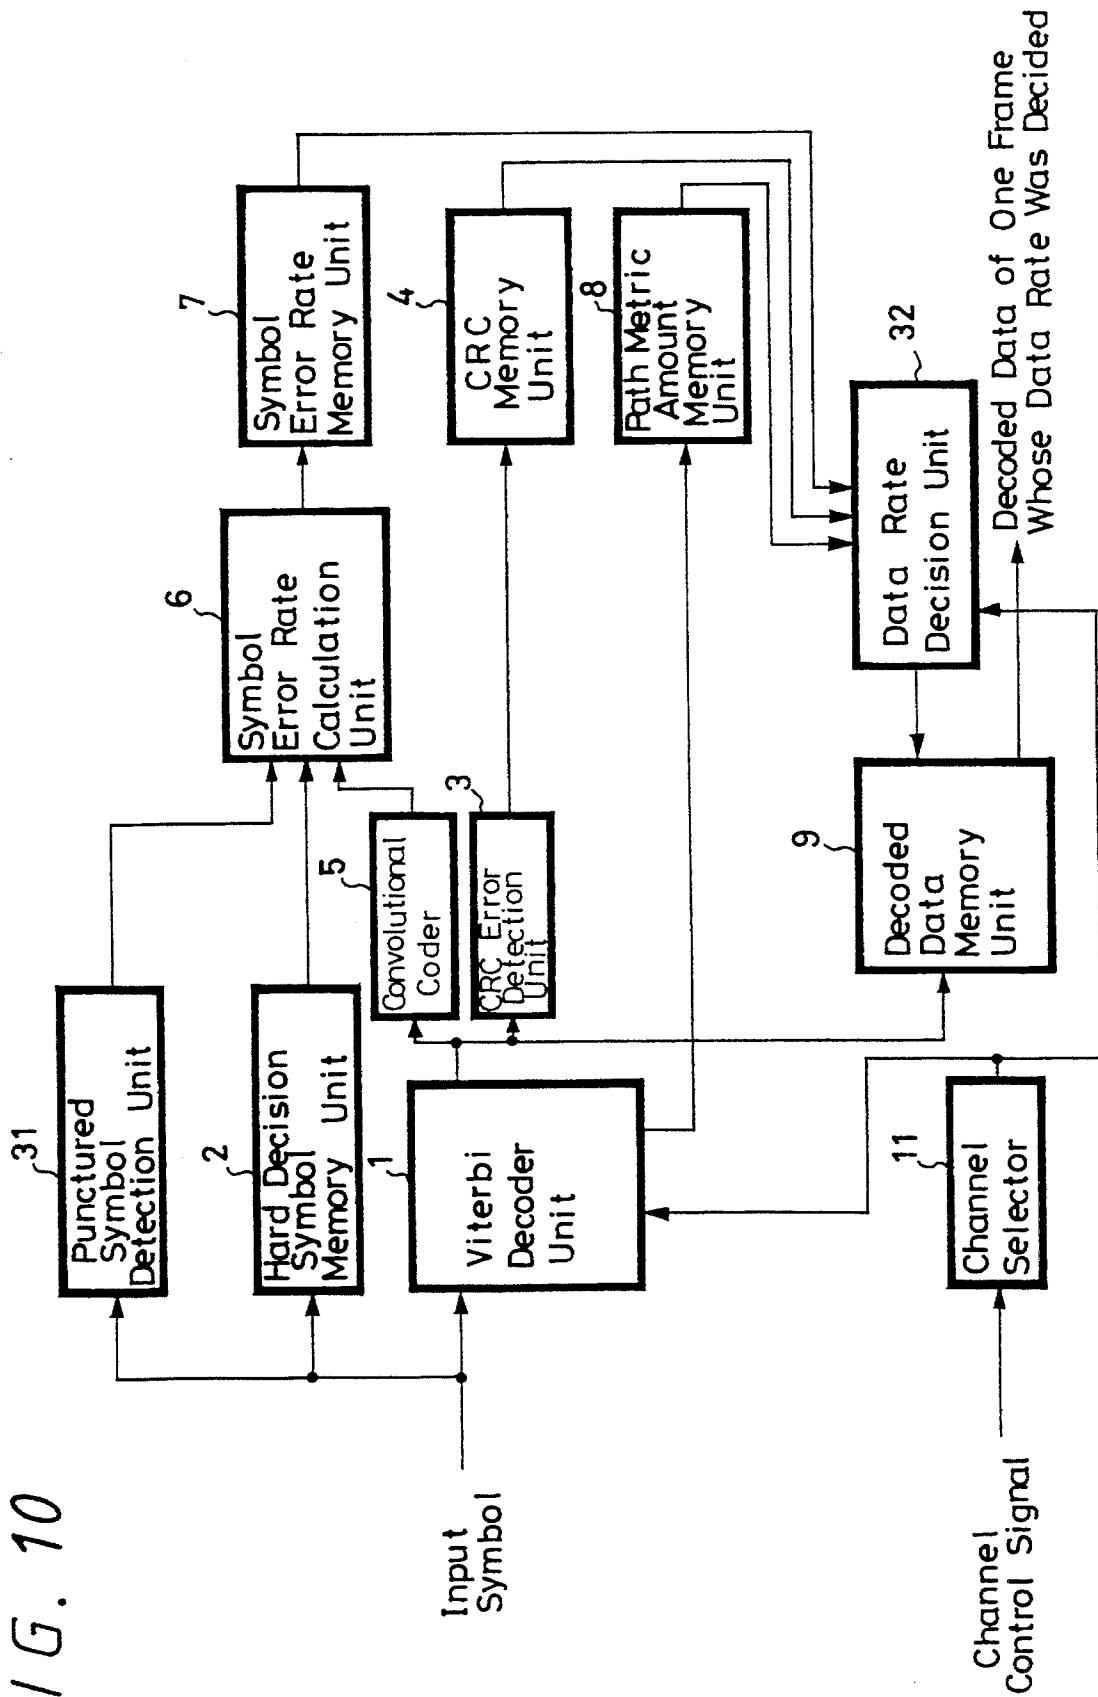 I G. 10
31
Punctured
Symbol
Detection Unit
2
Hard Decision
Symbol
Memory Unit
1
Viterbi
Decoder
Unit
Input
Symbol
5
Convolutional
Coder
3
CRC Error
Detection
Unit
6
Symbol
Error Rate
Calculation
Unit
7
Symbol
Error Rate
Memory Unit
4
CRC
Memory
Unit
8
Path Metric
Amount
Memory
Unit
32
Data Rate
Decision Unit
9
Decoded
Data
Memory
Unit
Decoded Data of One Frame
Whose Data Rate Was Decided
11
Channel
Selector
Channel
Control Signal